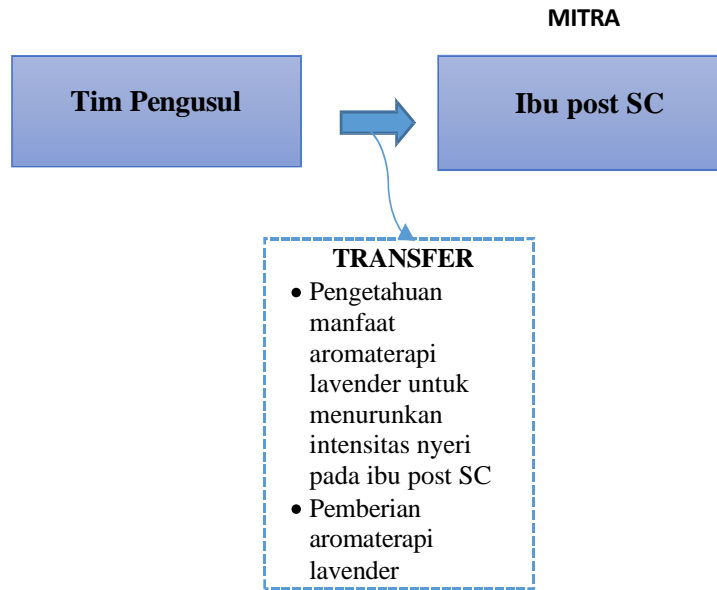 MITRA
Tim Pengusul
Ibu post SC
TRANSFER
• Pengetahuan
manfaat
aromaterapi
lavender untuk
menurunkan
intensitas nyeri
pada ibu post SC
• Pemberian
aromaterapi
lavender